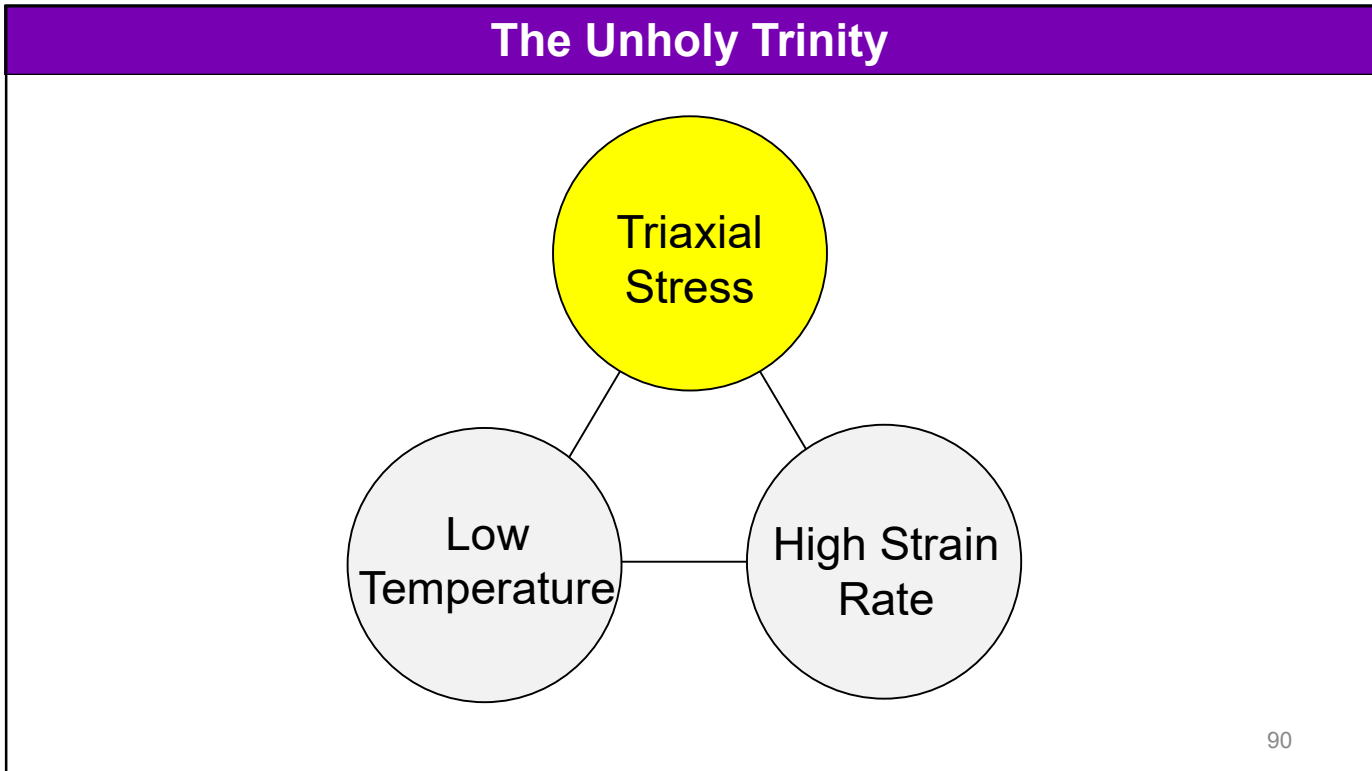 The Unholy Trinity
Triaxial
Stress
Low
Temperature
High Strain
Rate
90